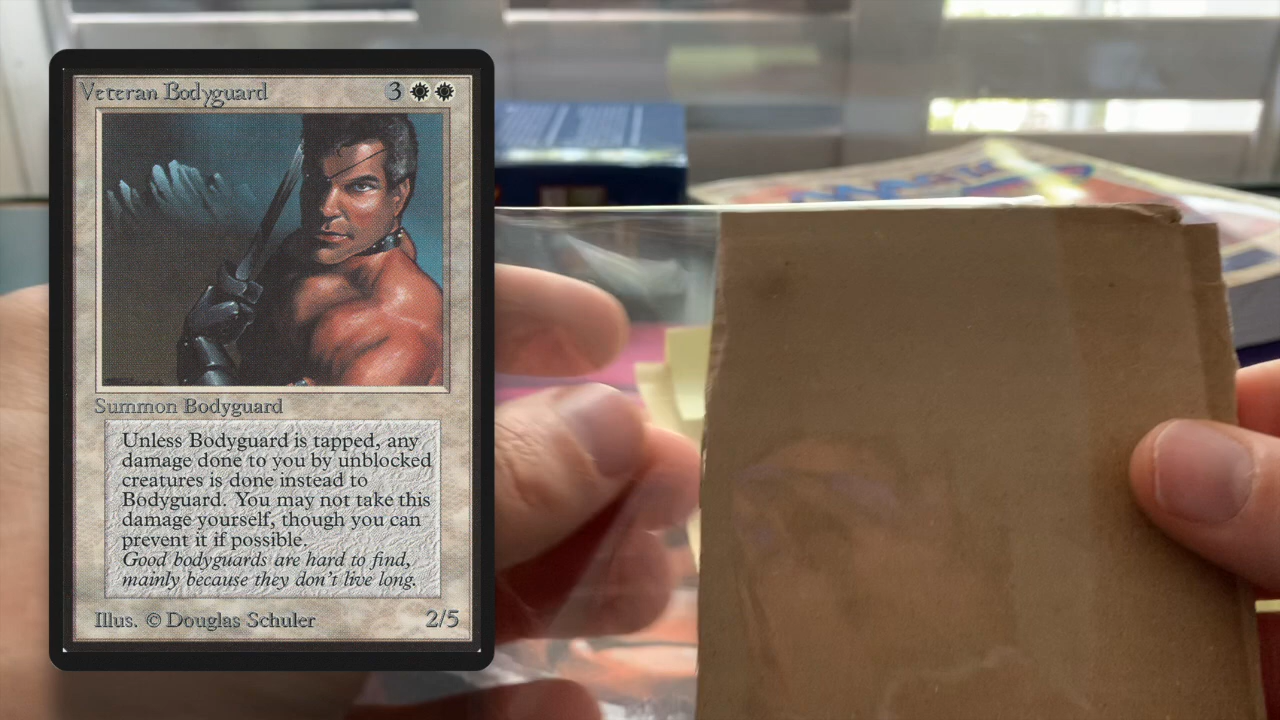 Veteran Bodyguard 3
Summon Bodyguard
Unless Bodyguard is tapped, any
damage done to you by unblocked
creatures is done instead to
Bodyguard. You may not take this
damage yourself, though you can
prevent it if possible.
Good bodyguards are hard to find,
mainly because they don't live long.
Illus. © Douglas Schuler 2/5